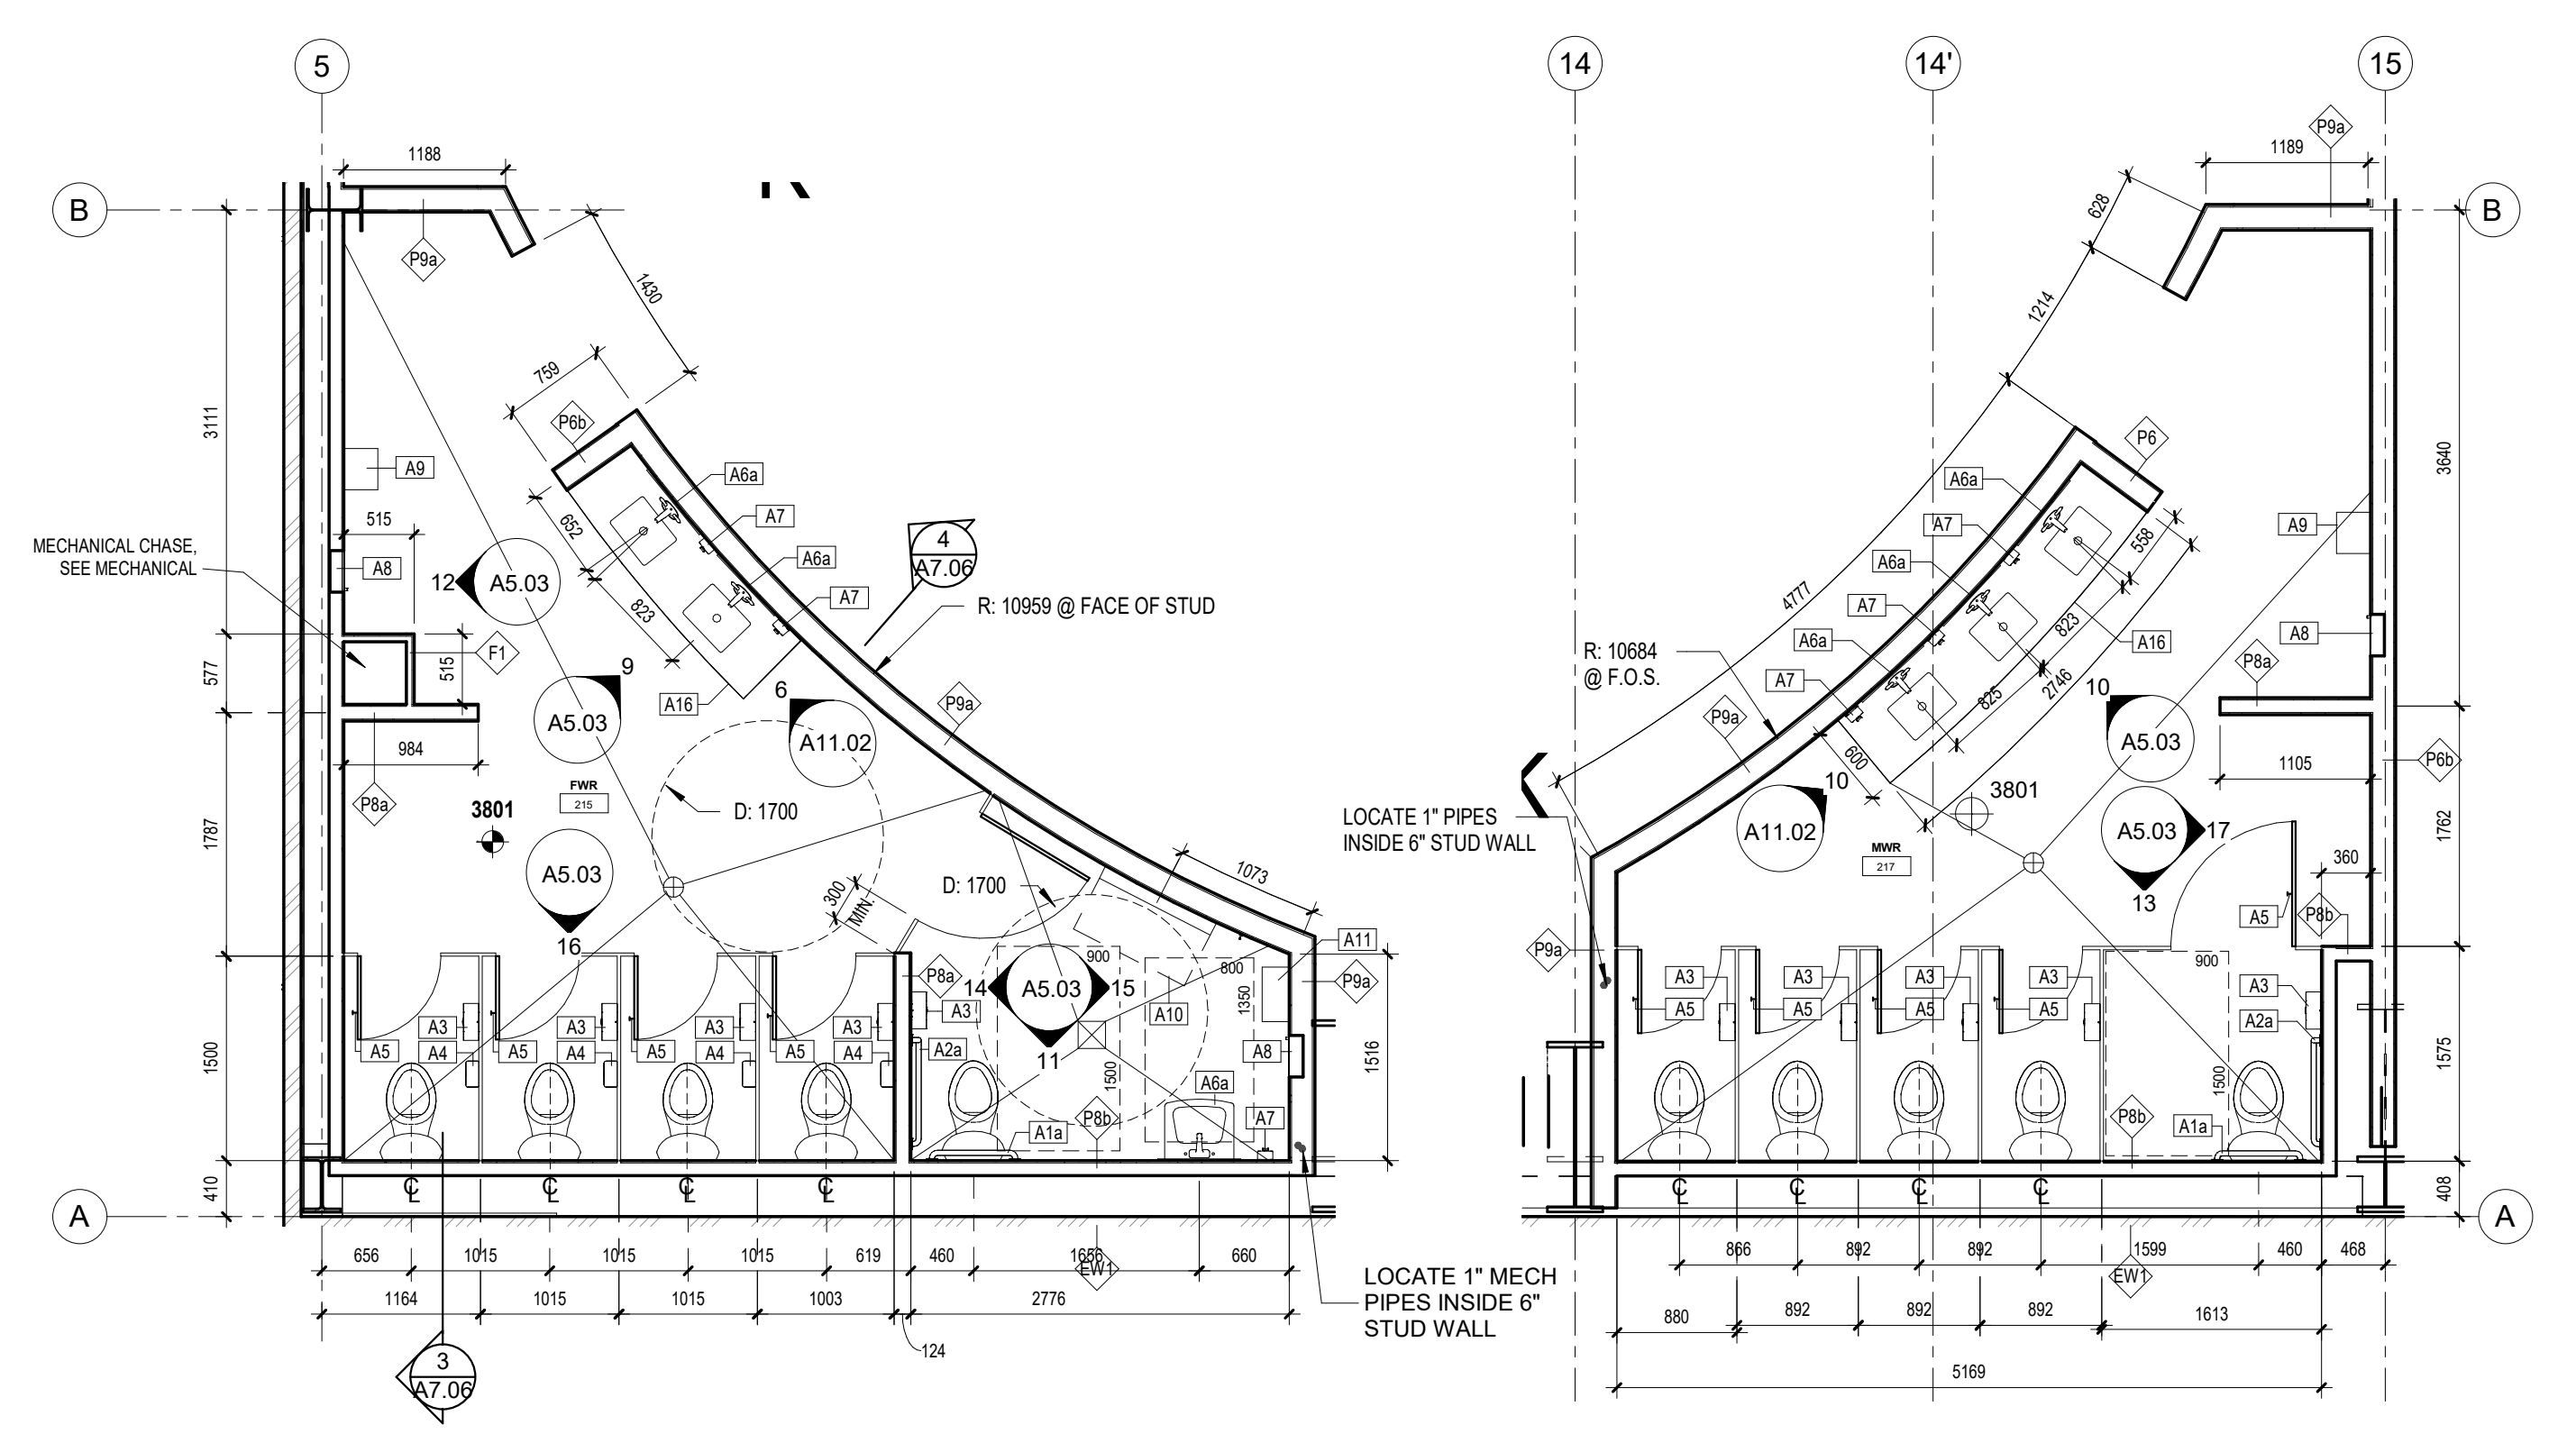 5
14
14'
15
B
1188
P9a
1430
759
P6b
3111
A9
A6a
515
A7
652
A6a
MECHANICAL CHASE,
SEE MECHANICAL
A8
12
A5.03
4
A7.06
A7
R: 10959 @ FACE OF STUD
823
F1
515
577
9
A5.03
A16
6
A11.02
P9a
984
P8a
FWR
215
3801
D: 1700
1787
A5.03
16
D: 1700
300
MIN.
1073
A11
P8a
900
800
P9a
14
A5.03
15
11
A3
A3
A3
A3
A3
A10
1350
A5
A4
A5
A4
A5
A4
A5
A4
A2a
A8
1500
1500
A6a
1516
A1a
P8b
A7
410
A
CL
CL
CL
CL
656
1015
1015
1015
619
460
1656
660
EW1
1164
1015
1015
1003
2776
124
3
A7.06
LOCATE 1" MECH
PIPES INSIDE 6"
STUD WALL
P9a
1189
B
628
1214
P6
3640
A6a
A7
A9
558
A6a
4777
A7
823
A16
A8
R: 10684
@ F.O.S.
A6a
P8a
A7
825
2746
10
P9a
A5.03
600
1105
P6b
10
3801
LOCATE 1" PIPES
INSIDE 6" STUD WALL
A11.02
A5.03
17
13
MWR
217
1762
360
A5
P8b
P9a
900
A3
A3
A3
A3
A3
A5
A5
A5
A5
A2a
1575
1500
P8b
A1a
408
A
CL
CL
CL
CL
866
892
892
1599
460
468
EW1
880
892
892
892
1613
5169